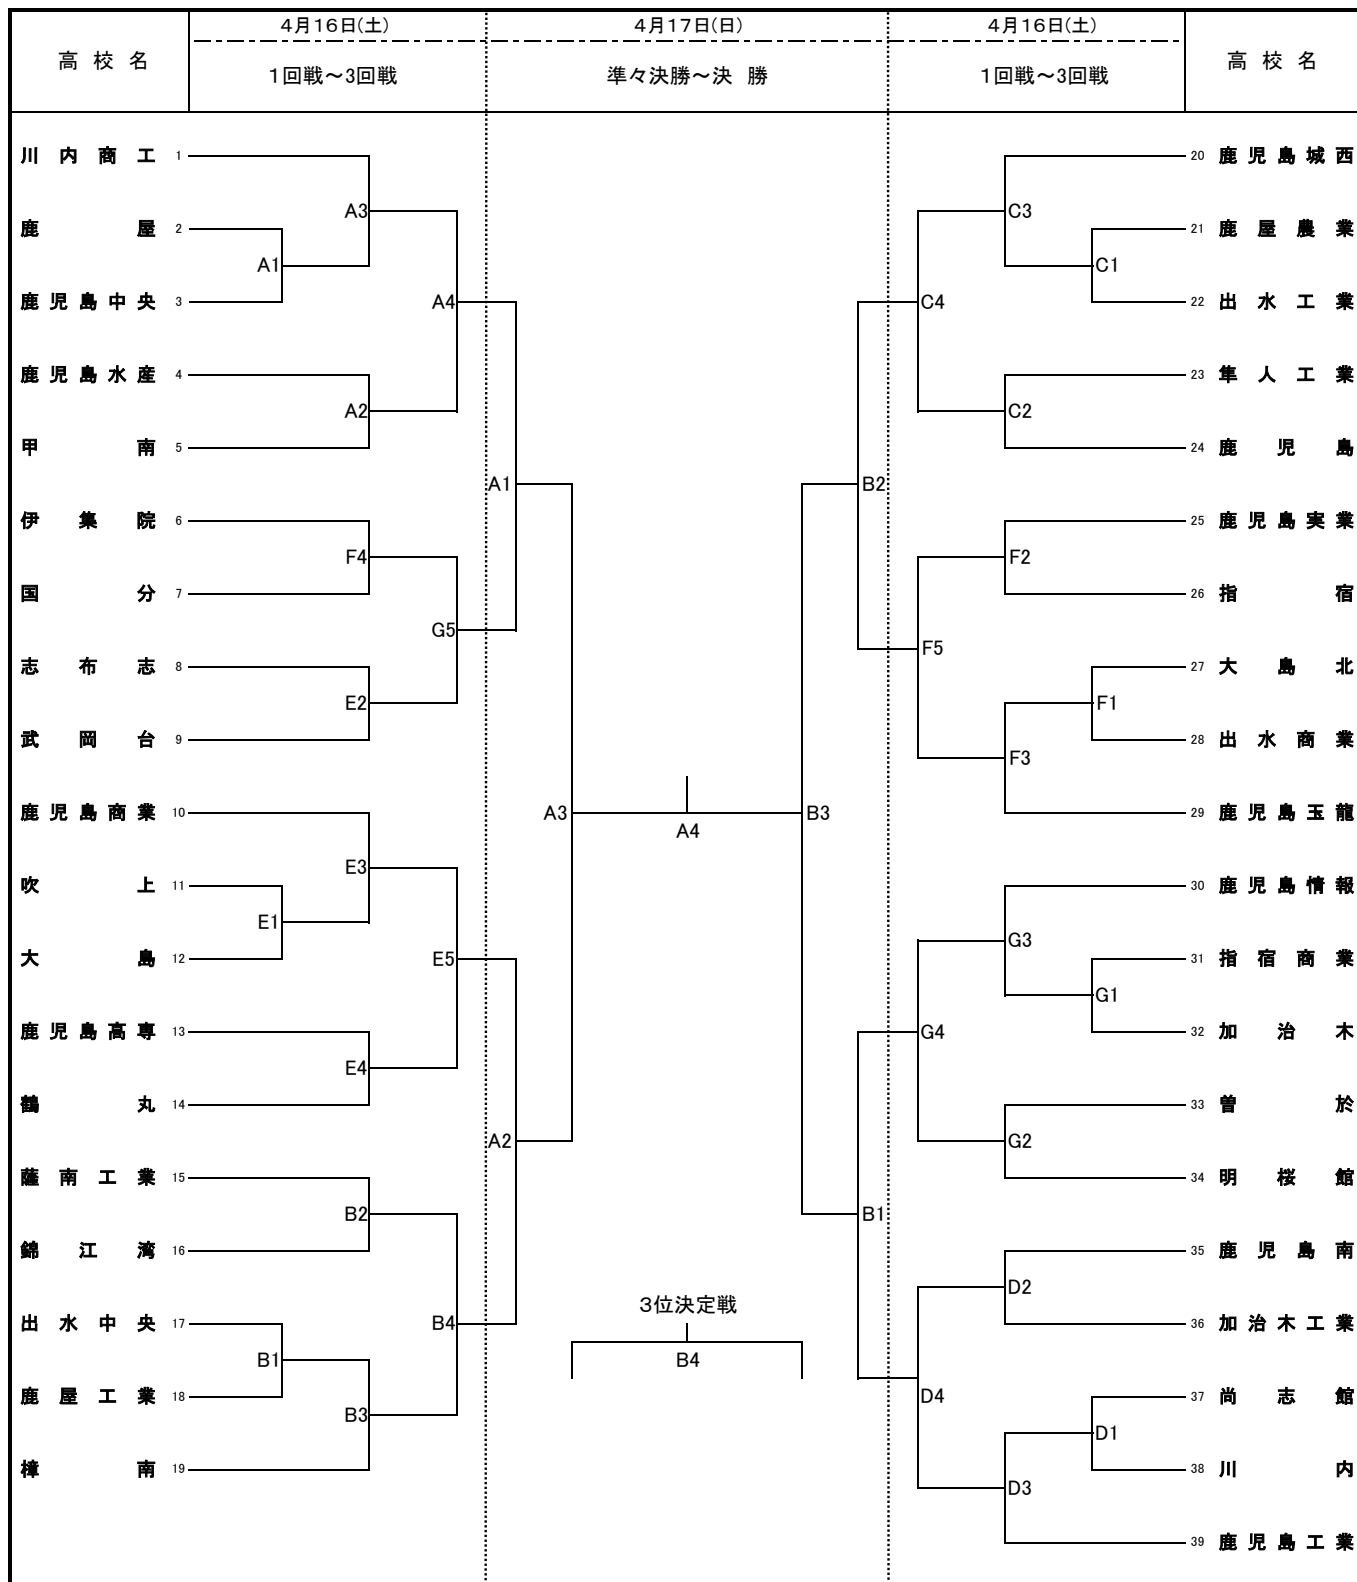 高校名 4月16日(土) 4月17日(日) 4月16日(土) 高校名
1回戦～3回戦 準々決勝～決 勝 1回戦～3回戦
川内商工 1 20 鹿児島城西
A3 C3
鹿屋 2 21 鹿屋農業
A1 C1
鹿児島中央 3 A4 C4 22 出水工業
鹿児島水産 4 23 隼人工業
A2 C2
甲南 5 24 鹿児島
A1 B2
伊集院 6 25 鹿児島実業
F4 F2
国分 7 26 指宿
G5 F5
志布志 8 27 大島北
E2 F1
武岡台 9 28 出水商業
F3
鹿児島商業 10 A3 A4 B3 29 鹿児島玉龍
E3
吹上 11 30 鹿児島情報
E1 G3
大島 12 E5 31 指宿商業
G1
鹿児島高専 13 G4 32 加治木
E4
鶴丸 14 33 曽於
A2 G2
薩南工業 15 34 明桜館
B2 B1
錦江湾 16 35 鹿児島南
D2
3位決定戦
出水中央 17 B4 36 加治木工業
B1 B4
鹿屋工業 18 D4 37 尚志館
B3 D1
樟南 19 38 川内
D3
39 鹿児島工業